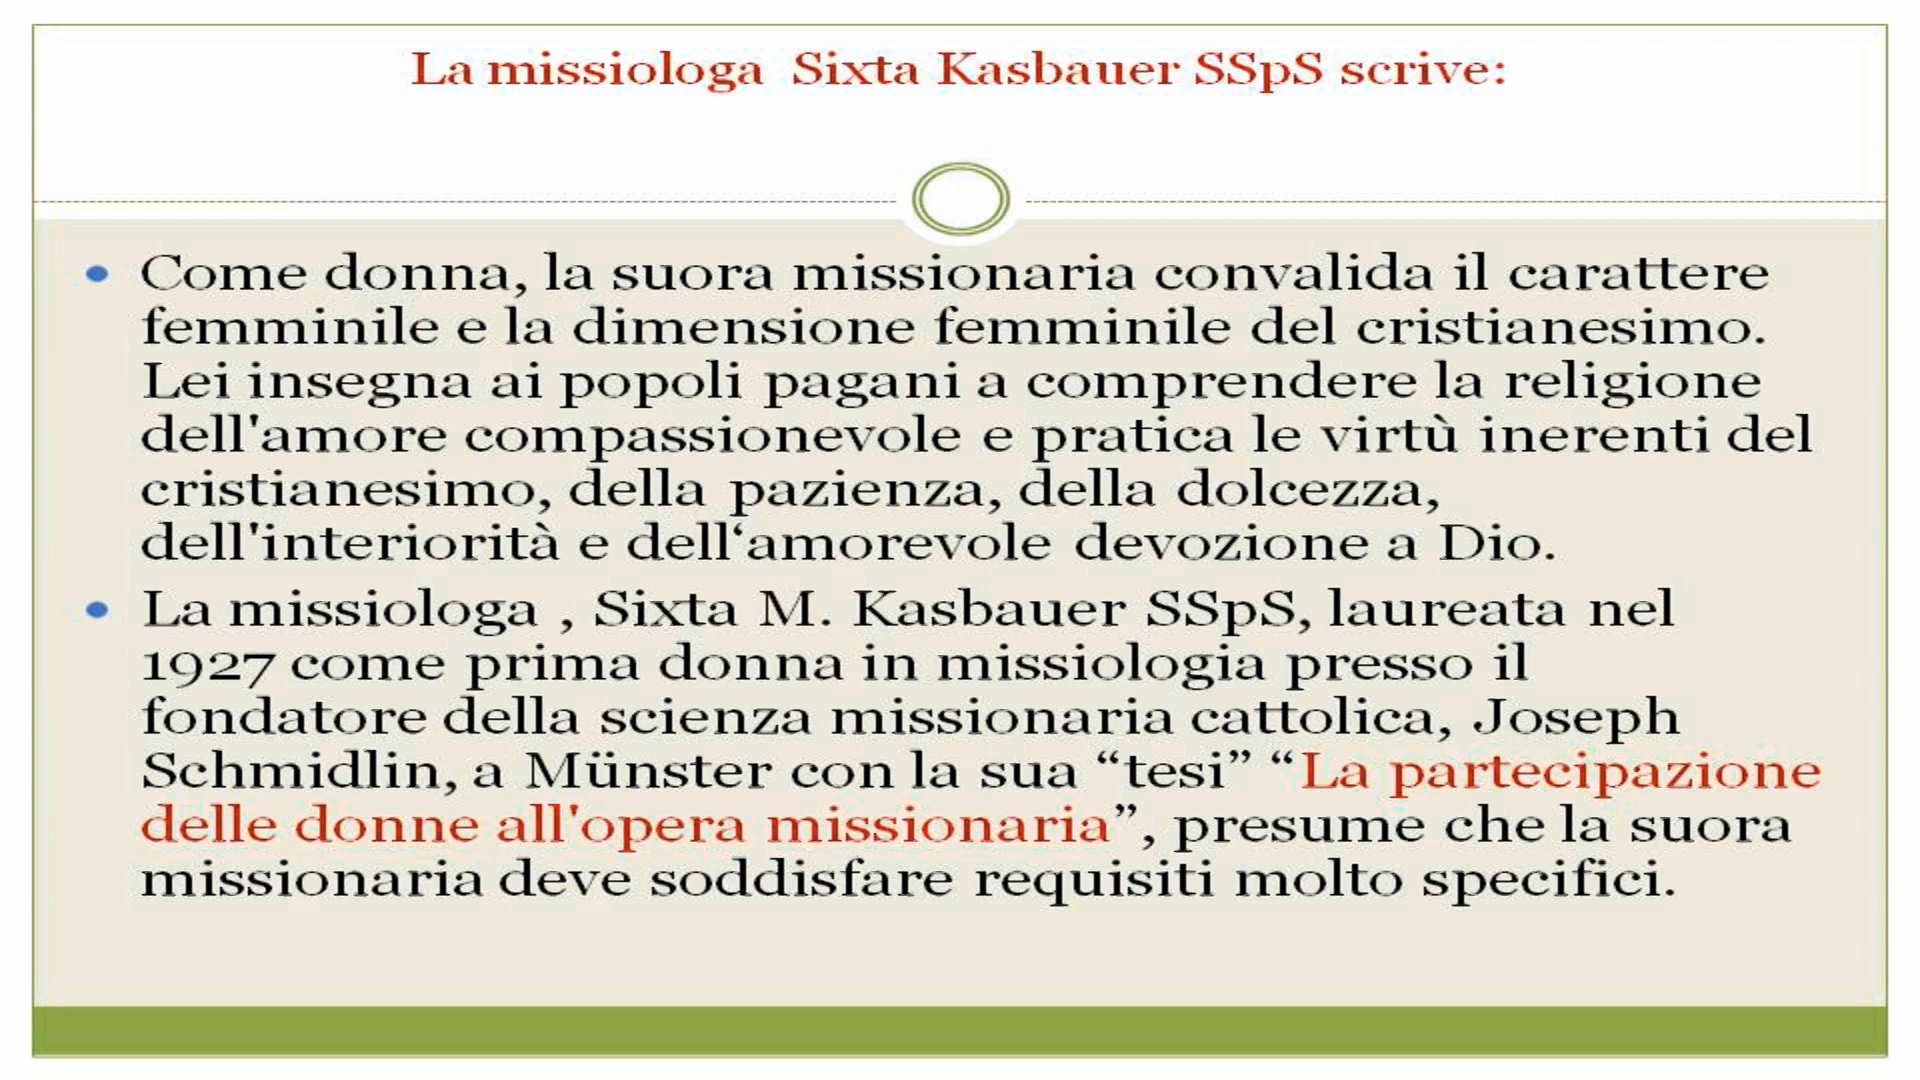 La missiologa Sixta Kasbauer SSpS scrive:
Come donna, la suora missionaria convalida il carattere
femminile e la dimensione femminile del cristianesimo.
Lei insegna ai popoli pagani a comprendere la religione
dell'amore compassionevole e pratica le virtù inerenti del
cristianesimo, della pazienza, della dolcezza,
dell'interiorità e dell‘amorevole devozione a Dio.
La missiologa , Sixta M. Kasbauer SSpS, laureata nel
1927 come prima donna in missiologia presso il
fondatore della scienza missionaria cattolica, Joseph
Schmidlin, a Münster con la sua “tesi” “La partecipazione
delle donne all'opera missionaria”, presume che la suora
missionaria deve soddisfare requisiti molto specifici.